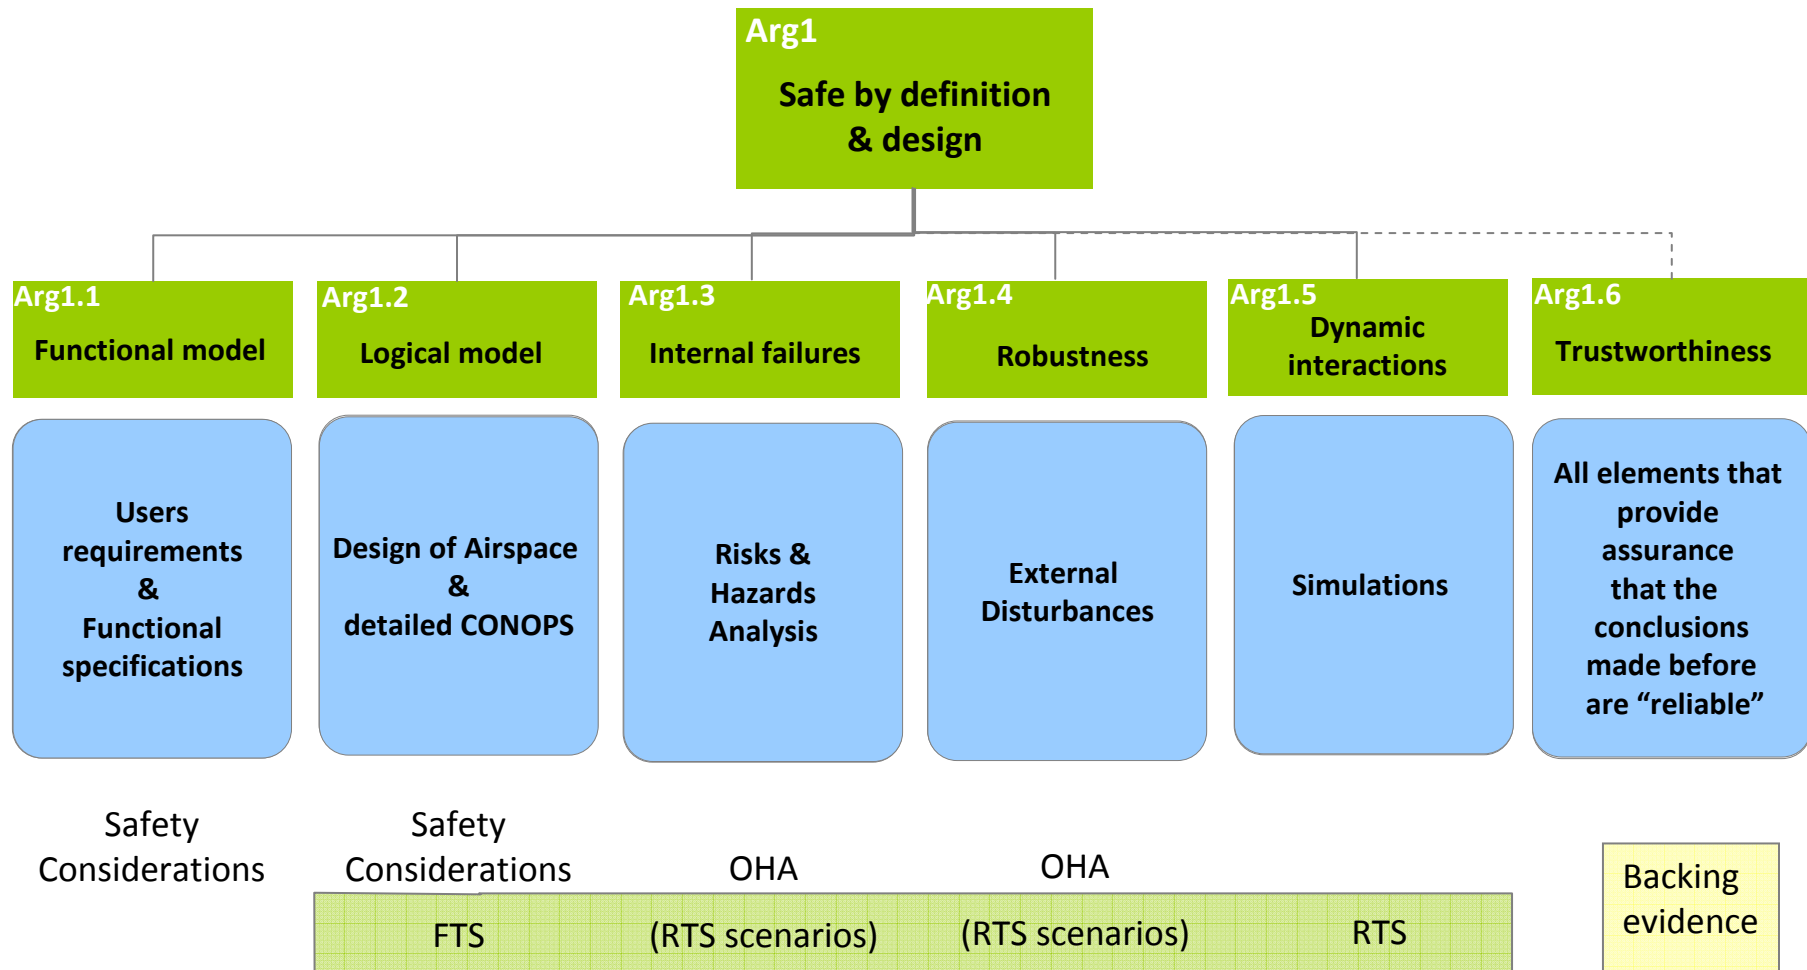 Arg1
Safe by definition
& design
Arg1.1
Functional model
Arg1.2
Logical model
Arg1.3
Internal failures
Arg1.4
Robustness
Arg1.5
Dynamic
interactions
Arg1.6
Trustworthiness
Users
requirements
&
Functional
specifications
Design of Airspace
&
detailed CONOPS
Risks &
Hazards
Analysis
External
Disturbances
Simulations
All elements that
provide
assurance
that the
conclusions
made before
are “reliable”
Safety
Considerations
Safety
Considerations
OHA
OHA
FTS
(RTS scenarios)
(RTS scenarios)
RTS
Backing
evidence